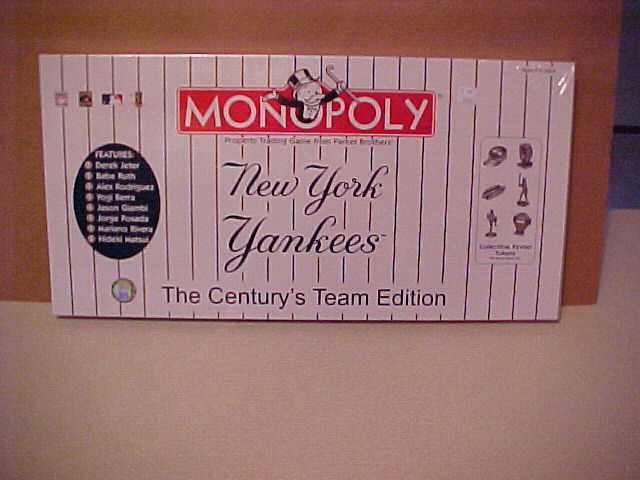 MONOPOLY
Property Trading Game from Parker Brothers
FEATURES:
Derek Jeter
Babe Ruth
Alex Rodriguez
Yogi Berra
Jason Giambi
Jorge Posada
Mariano Rivera
Hideki Matsui
New York
Yankees™
Collectible Pewter
Tokens
The Century's Team Edition